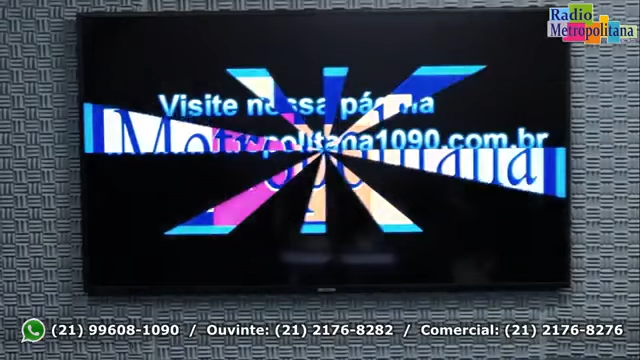 Radio
Metropolitana
Visite nossa página
Metropolitana1090.com.br
Metropolitana
(21) 99608-1090 / Ouvinte: (21) 2176-8282 / Comercial: (21) 2176-8276